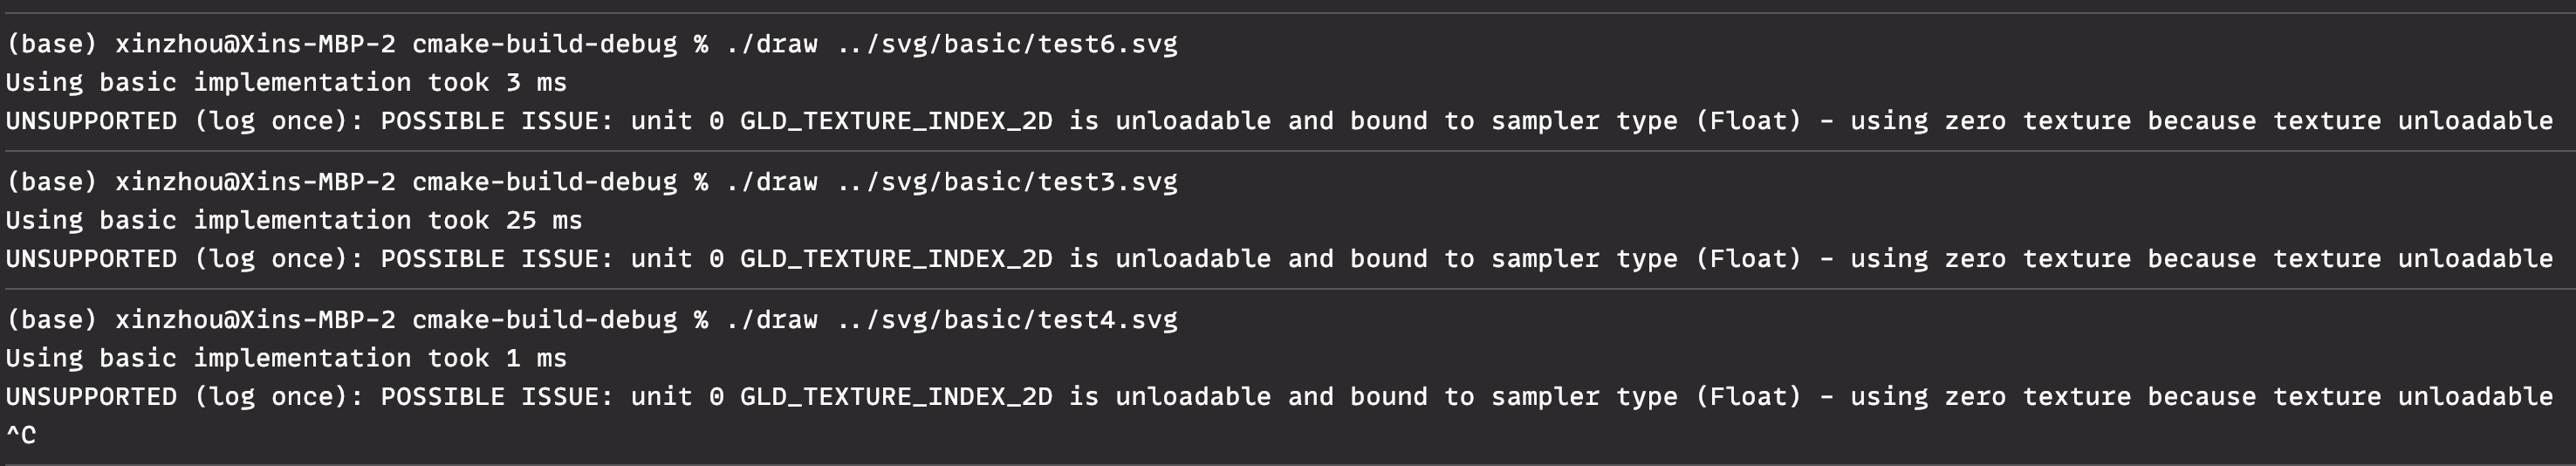 (base) xinzhou@Xins-MBP-2 cmake-build-debug % ./draw ../svg/basic/test6.svg
Using basic implementation took 3 ms
UNSUPPORTED (log once): POSSIBLE ISSUE: unit 0 GLD_TEXTURE_INDEX_2D is unloadable and bound to sampler type (Float) - using zero texture because texture unloadable
(base) xinzhou@Xins-MBP-2 cmake-build-debug % ./draw ../svg/basic/test3.svg
Using basic implementation took 25 ms
UNSUPPORTED (log once): POSSIBLE ISSUE: unit 0 GLD_TEXTURE_INDEX_2D is unloadable and bound to sampler type (Float) - using zero texture because texture unloadable
(base) xinzhou@Xins-MBP-2 cmake-build-debug % ./draw ../svg/basic/test4.svg
Using basic implementation took 1 ms
UNSUPPORTED (log once): POSSIBLE ISSUE: unit 0 GLD_TEXTURE_INDEX_2D is unloadable and bound to sampler type (Float) - using zero texture because texture unloadable
^C